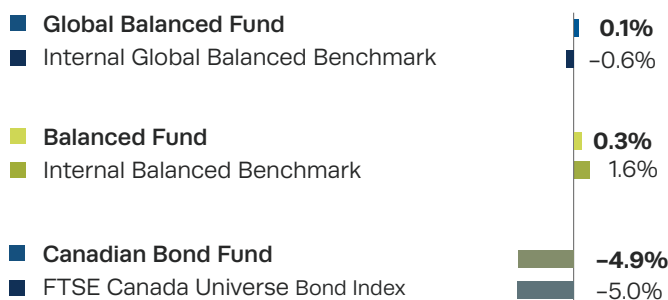 Global Balanced Fund 0.1%
Internal Global Balanced Benchmark –0.6%
Balanced Fund 0.3%
Internal Balanced Benchmark 1.6%
Canadian Bond Fund –4.9%
FTSE Canada Universe Bond Index –5.0%